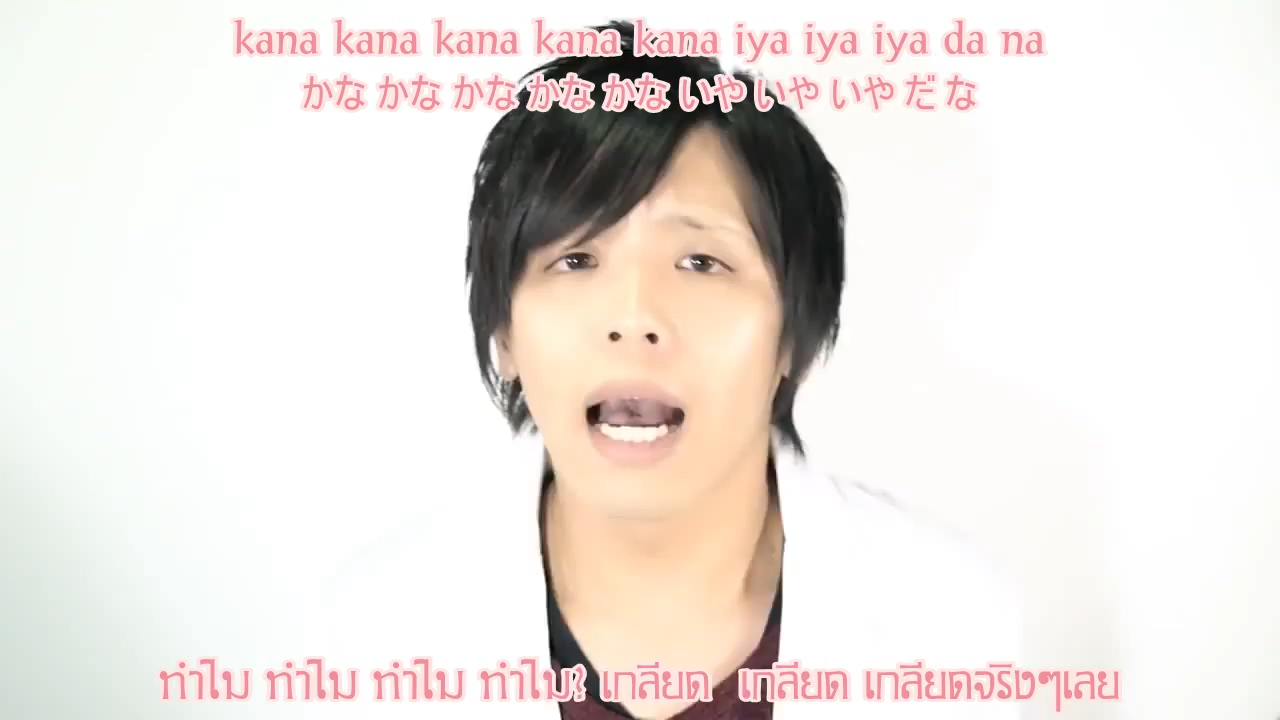 kana kana kana kana kana iya iya iya da na
かな かな かな かな かな いや いや いや だ な
ทำไม ทำไม ทำไม ทำไม? เกลียด  เกลียด เกลียดจริงๆเลย